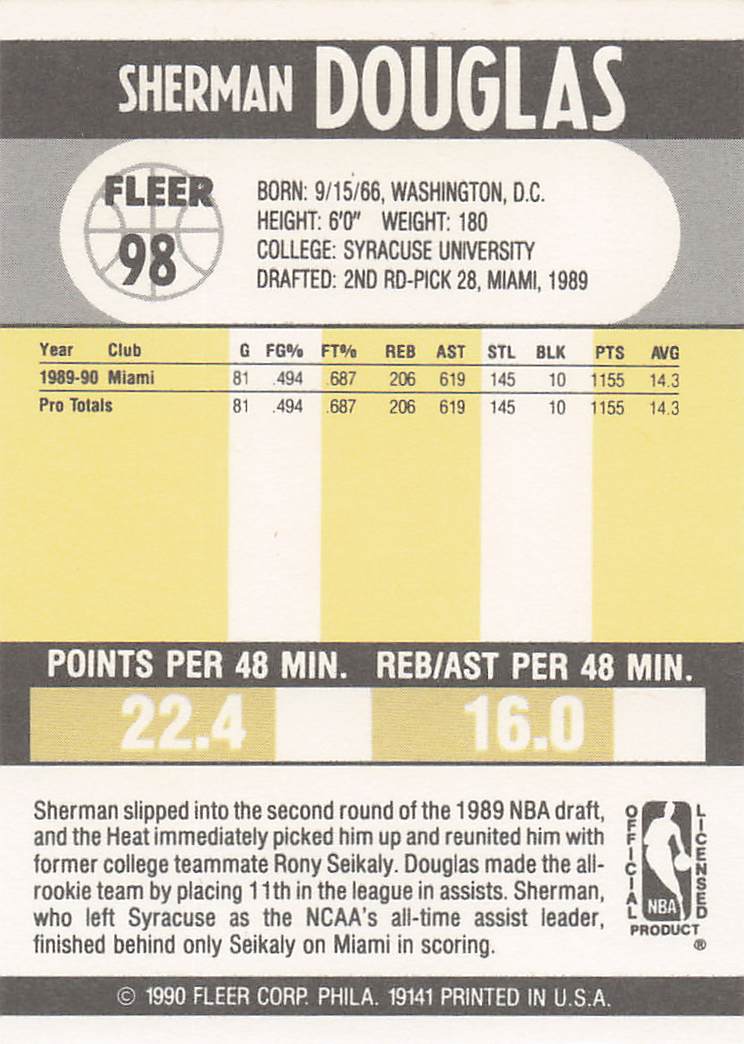 SHERMAN DOUGLAS
FLEER
98
BORN: 9/15/66, WASHINGTON, D.C.
HEIGHT: 6'0" WEIGHT: 180
COLLEGE: SYRACUSE UNIVERSITY
DRAFTED: 2ND RD-PICK 28, MIAMI, 1989
Year Club G FG% FT% REB AST STL BLK PTS AVG
1989-90 Miami 81 .494 .687 206 619 145 10 1155 14.3
Pro Totals 81 .494 .687 206 619 145 10 1155 14.3
POINTS PER 48 MIN. REB/AST PER 48 MIN.
22.4 16.0
Sherman slipped into the second round of the 1989 NBA draft,
and the Heat immediately picked him up and reunited him with
former college teammate Rony Seikaly. Douglas made the all-
rookie team by placing 11th in the league in assists. Sherman,
who left Syracuse as the NCAA's all-time assist leader,
finished behind only Seikaly on Miami in scoring.
OFFICIAL LICENSED
NBA
PRODUCT
®
© 1990 FLEER CORP. PHILA. 19141 PRINTED IN U.S.A.